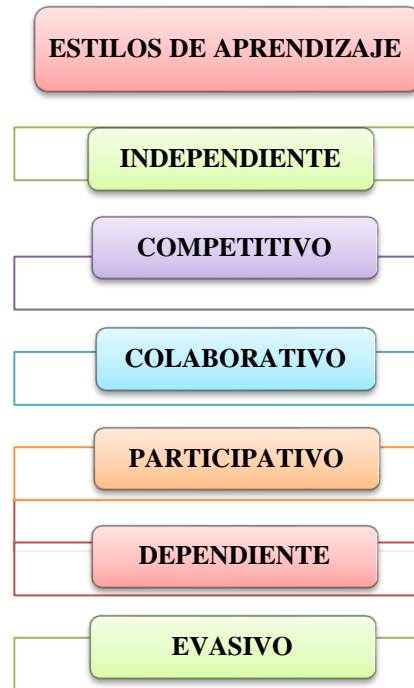 ESTILOS DE APRENDIZAJE
INDEPENDIENTE
COMPETITIVO
COLABORATIVO
PARTICIPATIVO
DEPENDIENTE
EVASIVO